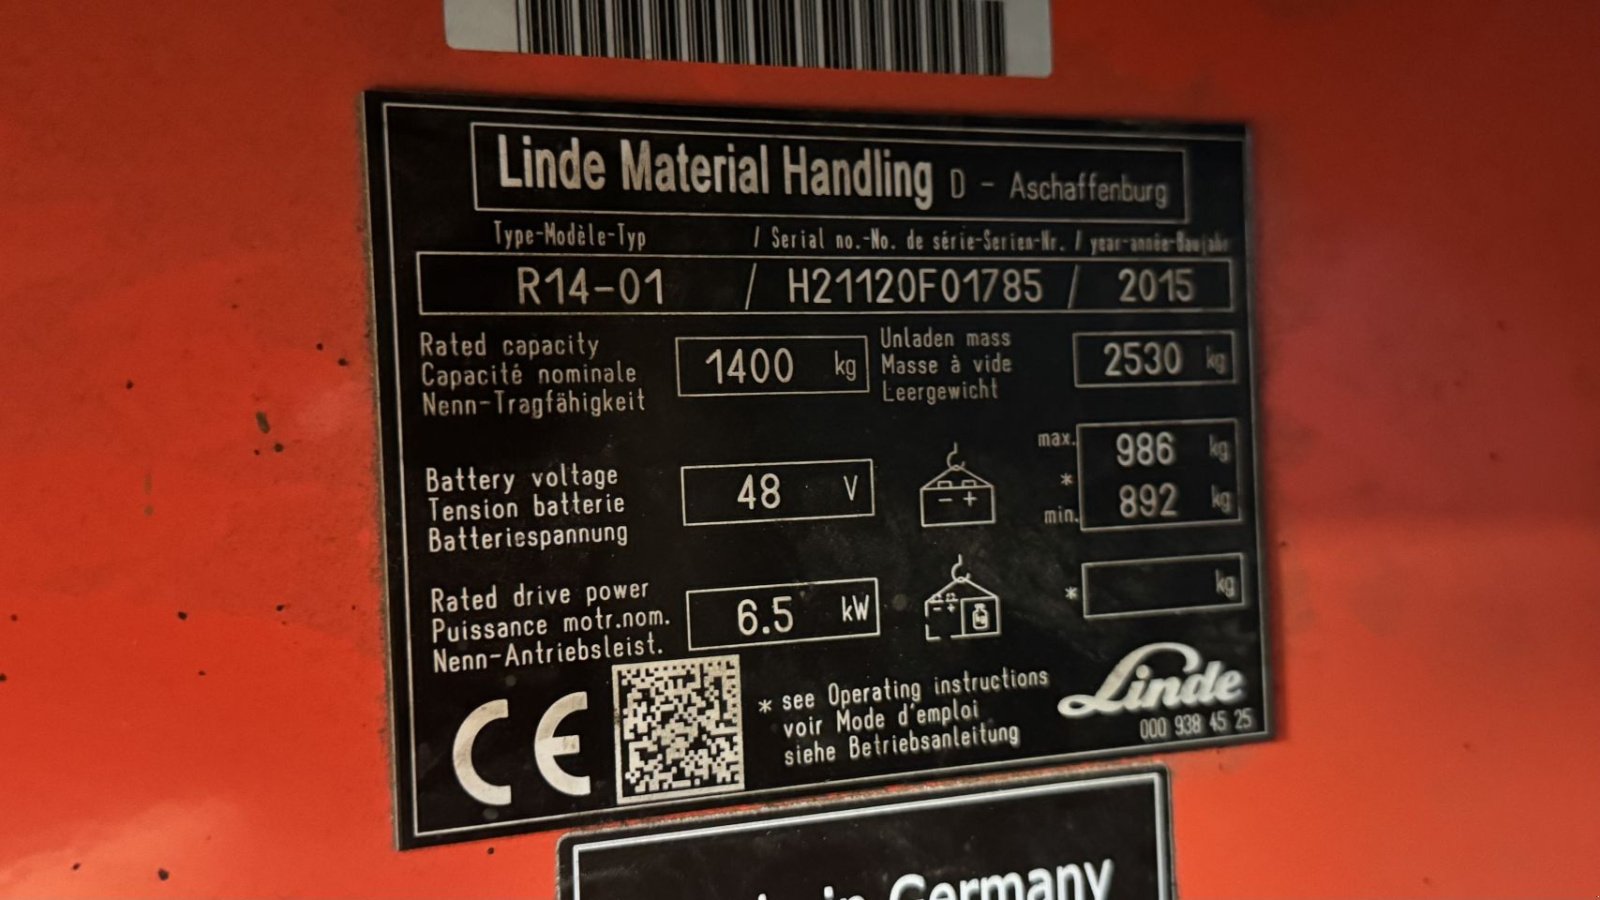 Linde Material Handling D - Aschaffenburg
Type-Modèle-Typ / Serial no.-No. de série-Serien-Nr. / year-année-Baujahr
R14-01 / H21120F01785 / 2015
Rated capacity
Capacité nominale
Nenn-Tragfähigkeit
1400 kg
Unladen mass
Masse à vide
Leergewicht
2530 kg
Battery voltage
Tension batterie
Batteriespannung
48 V
- +
max. 986 kg
*
min. 892 kg
Rated drive power
Puissance motr.nom.
Nenn-Antriebsleist.
6.5 kW
- +
kg
* kg
CE
* see Operating instructions
voir Mode d'emploi
siehe Betriebsanleitung
Linde
000 938 45 25
in Germany